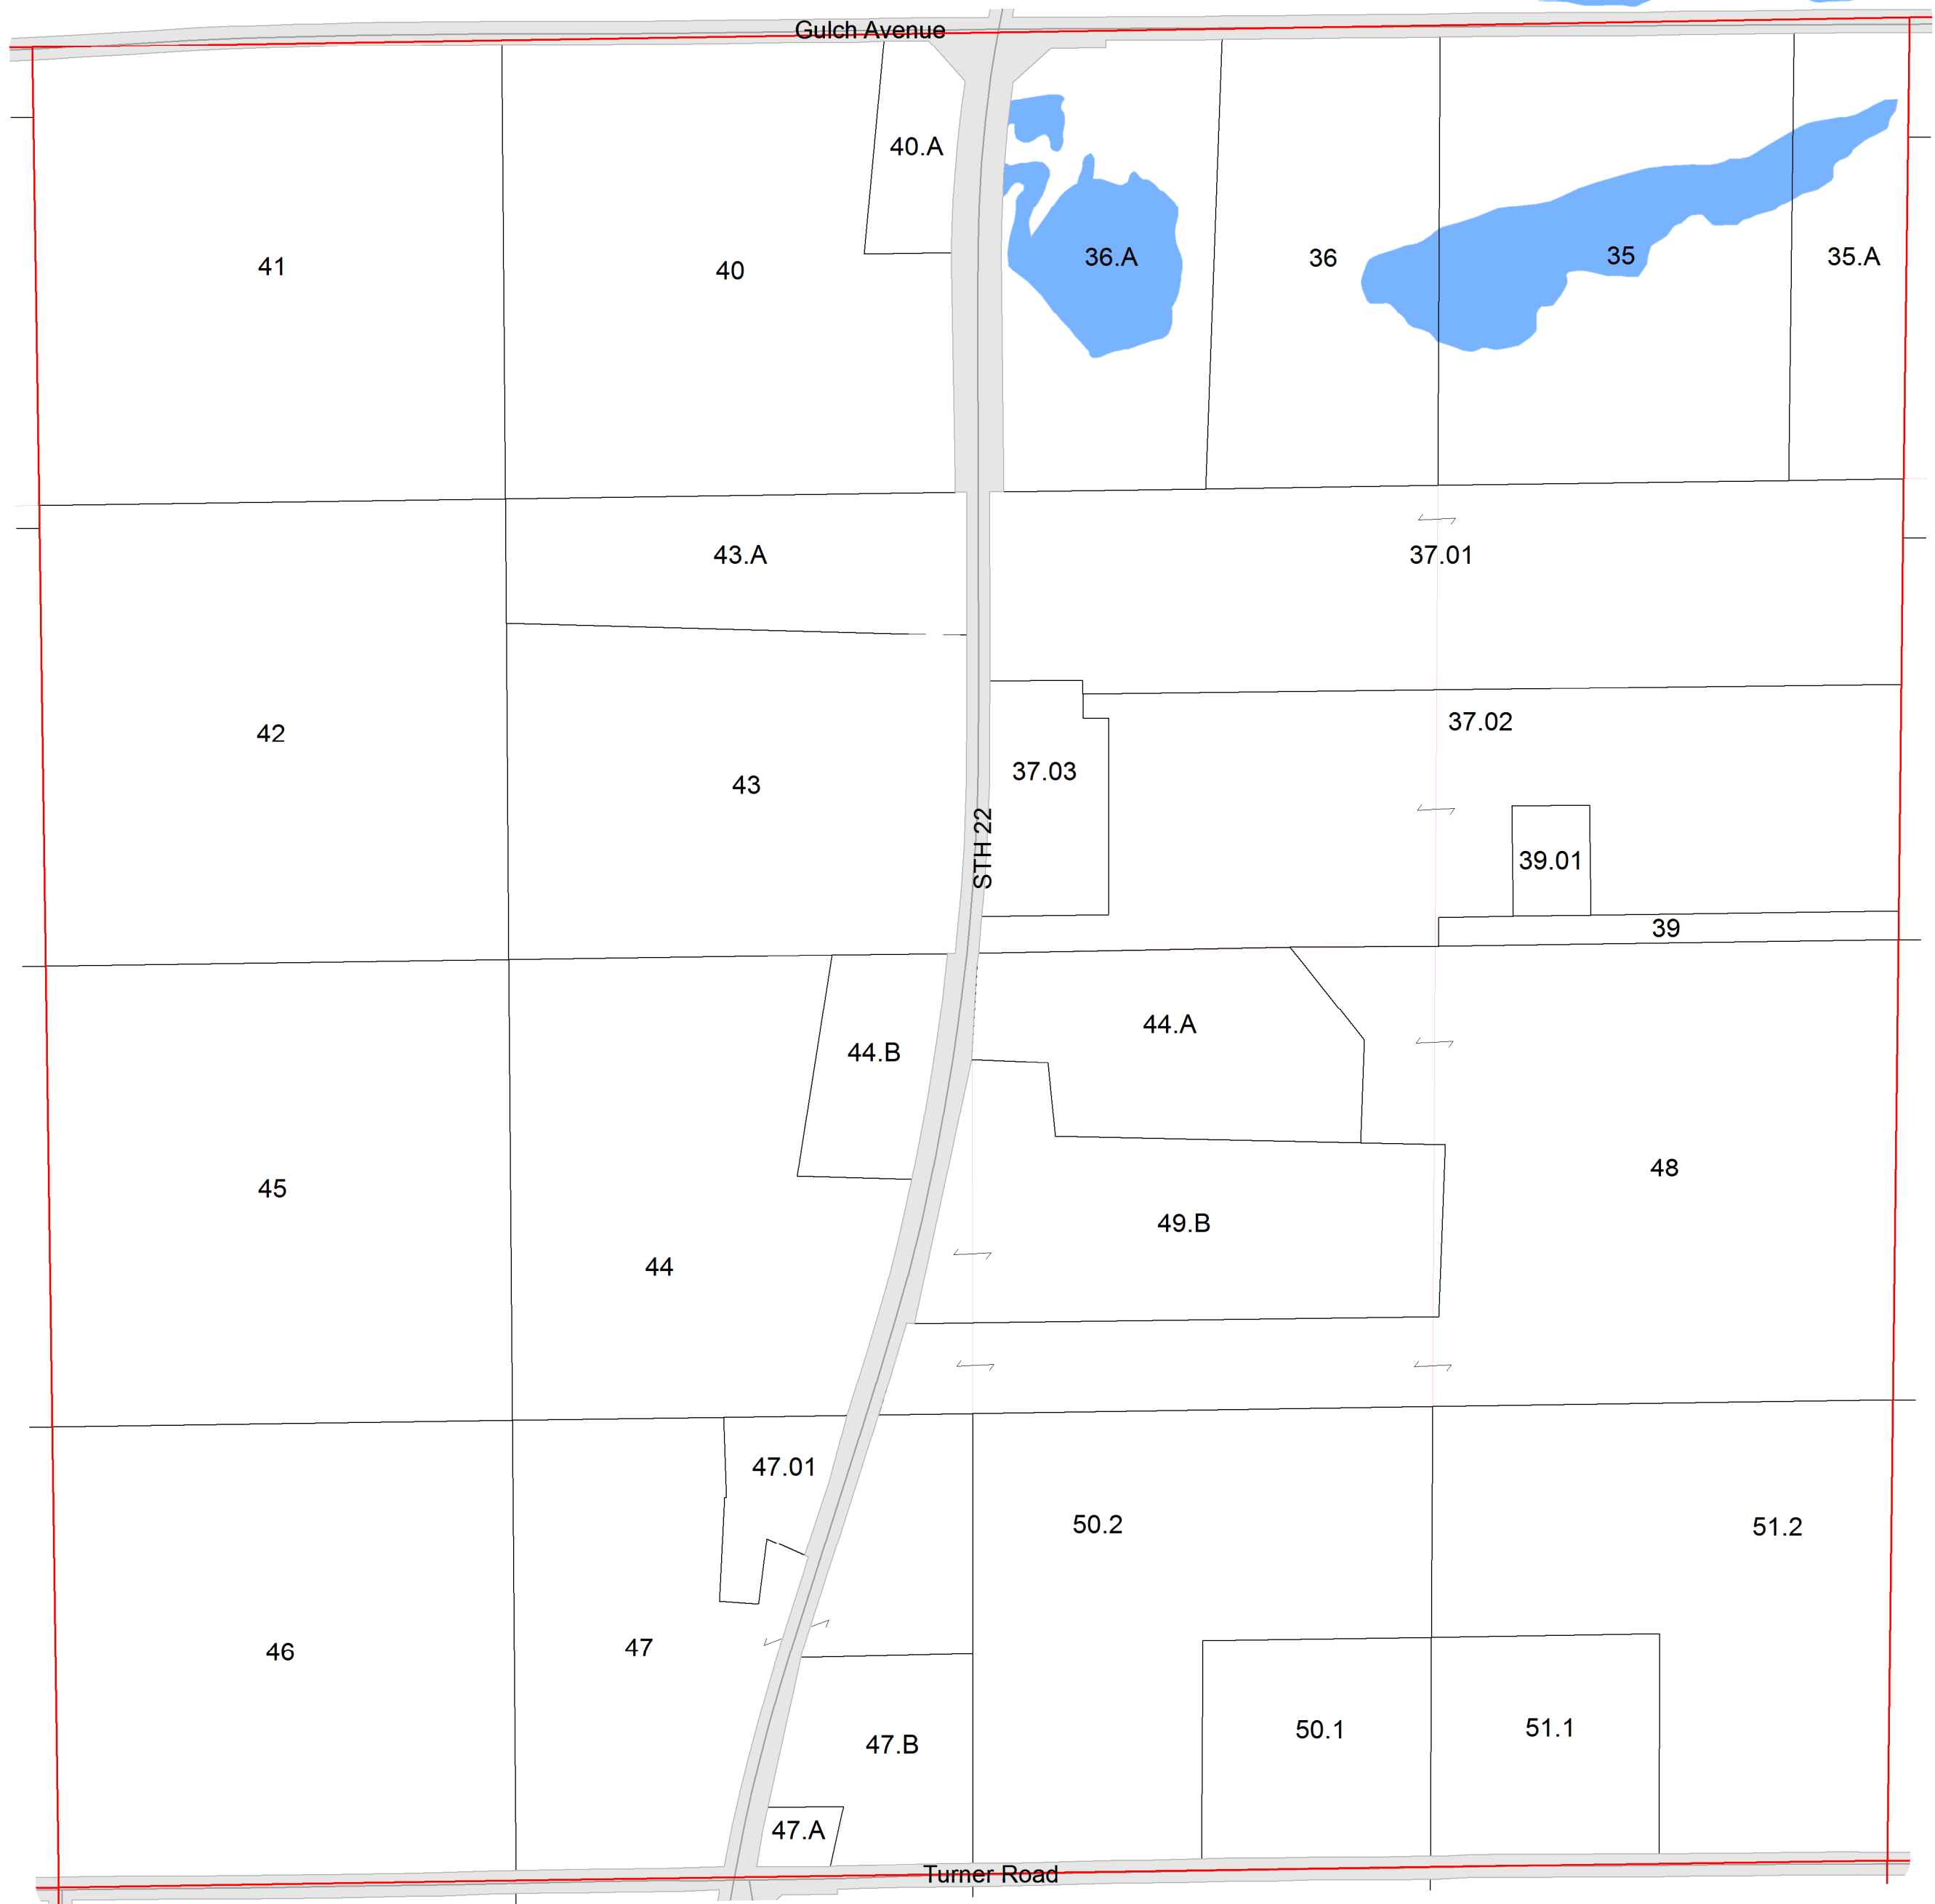 Gulch Avenue
40.A
41
40
36.A
36
35
35.A
43.A
37.01
42
43
37.03
37.02
STH 22
39.01
39
44.B
44.A
45
44
49.B
48
47.01
50.2
51.2
46
47
47.B
50.1
51.1
47.A
Turner Road